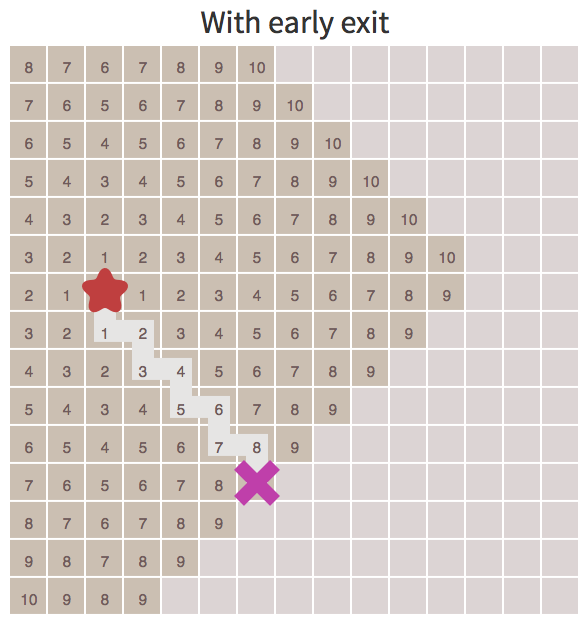 With early exit
8 7 6 7 8 9 10
7 6 5 6 7 8 9 10
6 5 4 5 6 7 8 9 10
5 4 3 4 5 6 7 8 9 10
4 3 2 3 4 5 6 7 8 9 10
3 2 1 2 3 4 5 6 7 8 9 10
2 1 1 2 3 4 5 6 7 8 9
3 2 1 2 3 4 5 6 7 8 9
4 3 2 3 4 5 6 7 8 9
5 4 3 4 5 6 7 8 9
6 5 4 5 6 7 8 9
7 6 5 6 7 8
8 7 6 7 8 9
9 8 7 8 9
10 9 8 9